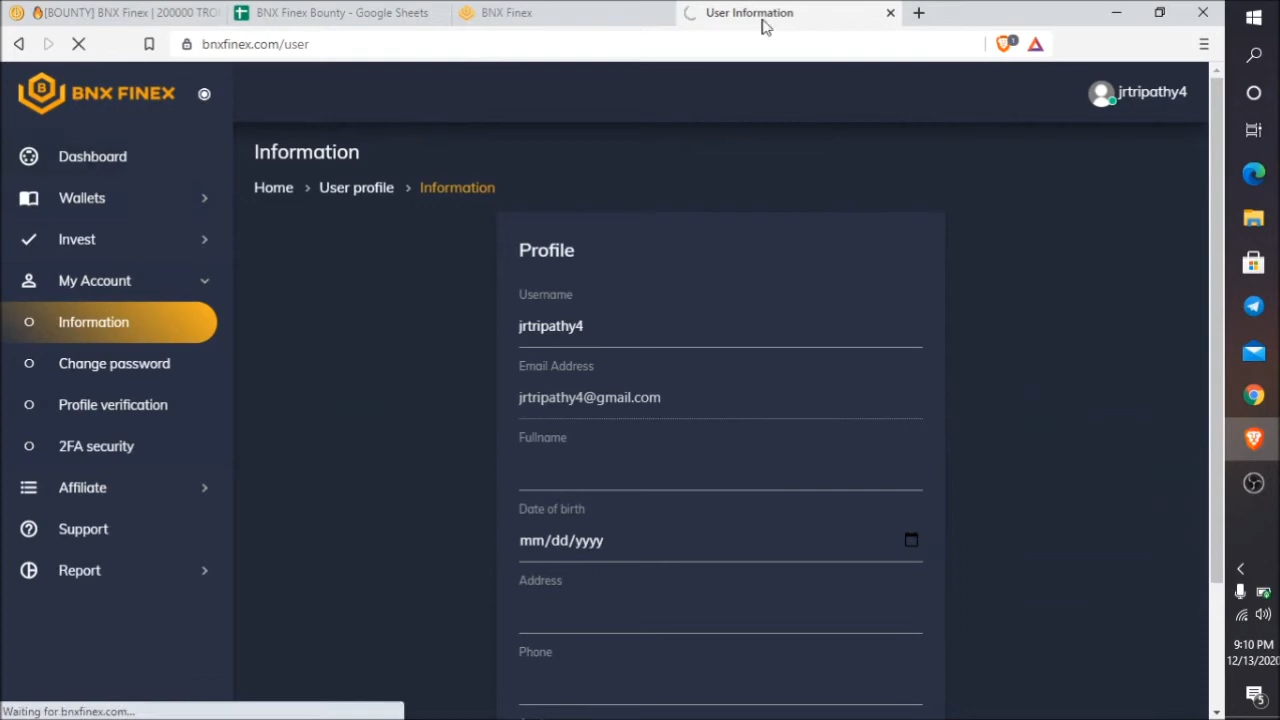 🔥[BOUNTY] BNX Finex | 200000 TRO
BNX Finex Bounty - Google Sheets
BNX Finex
User Information
bnxfinex.com/user
1
BNX FINEX
jrtripathy4
Dashboard
Wallets
Invest
My Account
Information
Change password
Profile verification
2FA security
Affiliate
Support
Report
Information
Home > User profile > Information
Profile
Username
jrtripathy4
Email Address
jrtripathy4@gmail.com
Fullname
Date of birth
mm/dd/yyyy
Address
Phone
Waiting for bnxfinex.com...
9:10 PM
12/13/2020
5